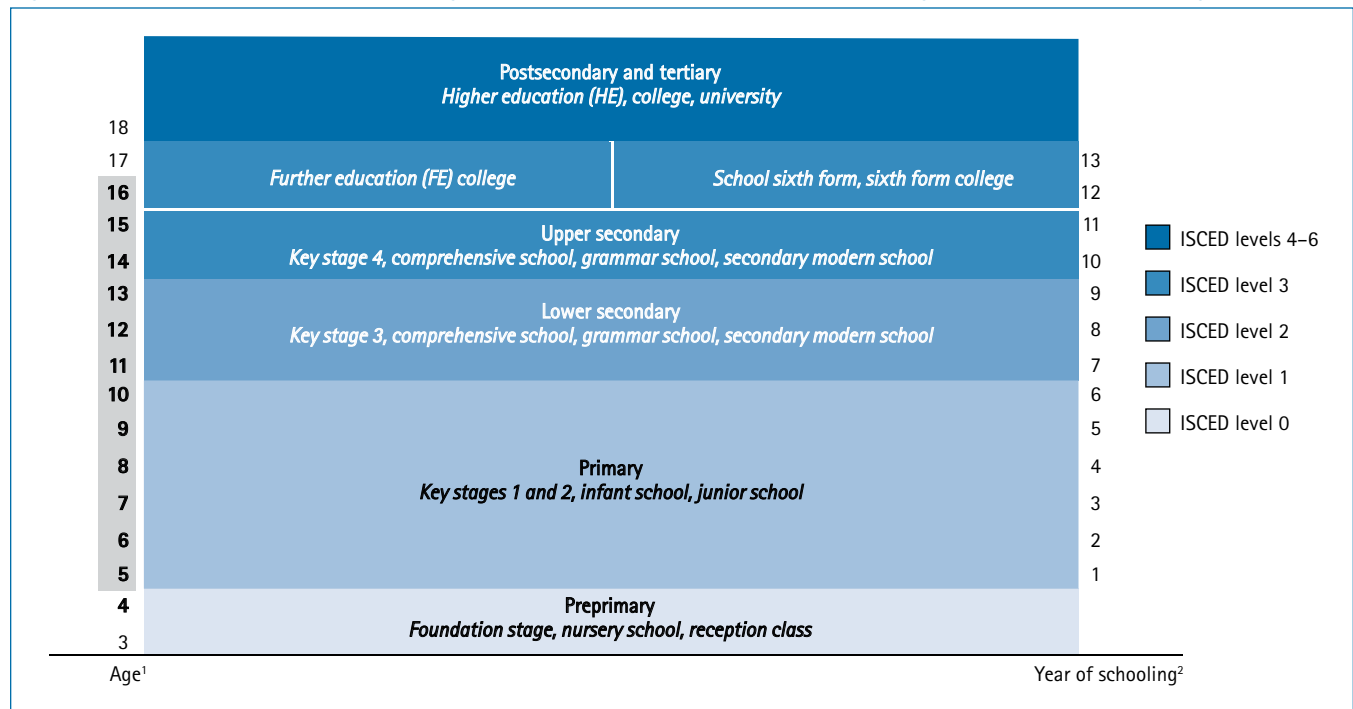 Postsecondary and tertiary
Higher education (HE), college, university
18
17
Further education (FE) college
School sixth form, sixth form college
13
16
12
15
Upper secondary
11
14
Key stage 4, comprehensive school, grammar school, secondary modern school
10
13
Lower secondary
9
12
Key stage 3, comprehensive school, grammar school, secondary modern school
8
11
7
10
6
9
5
8
Primary
4
7
Key stages 1 and 2, infant school, junior school
3
6
2
5
1
4
Preprimary
3
Foundation stage, nursery school, reception class
Age¹
Year of schooling²
ISCED levels 4–6
ISCED level 3
ISCED level 2
ISCED level 1
ISCED level 0